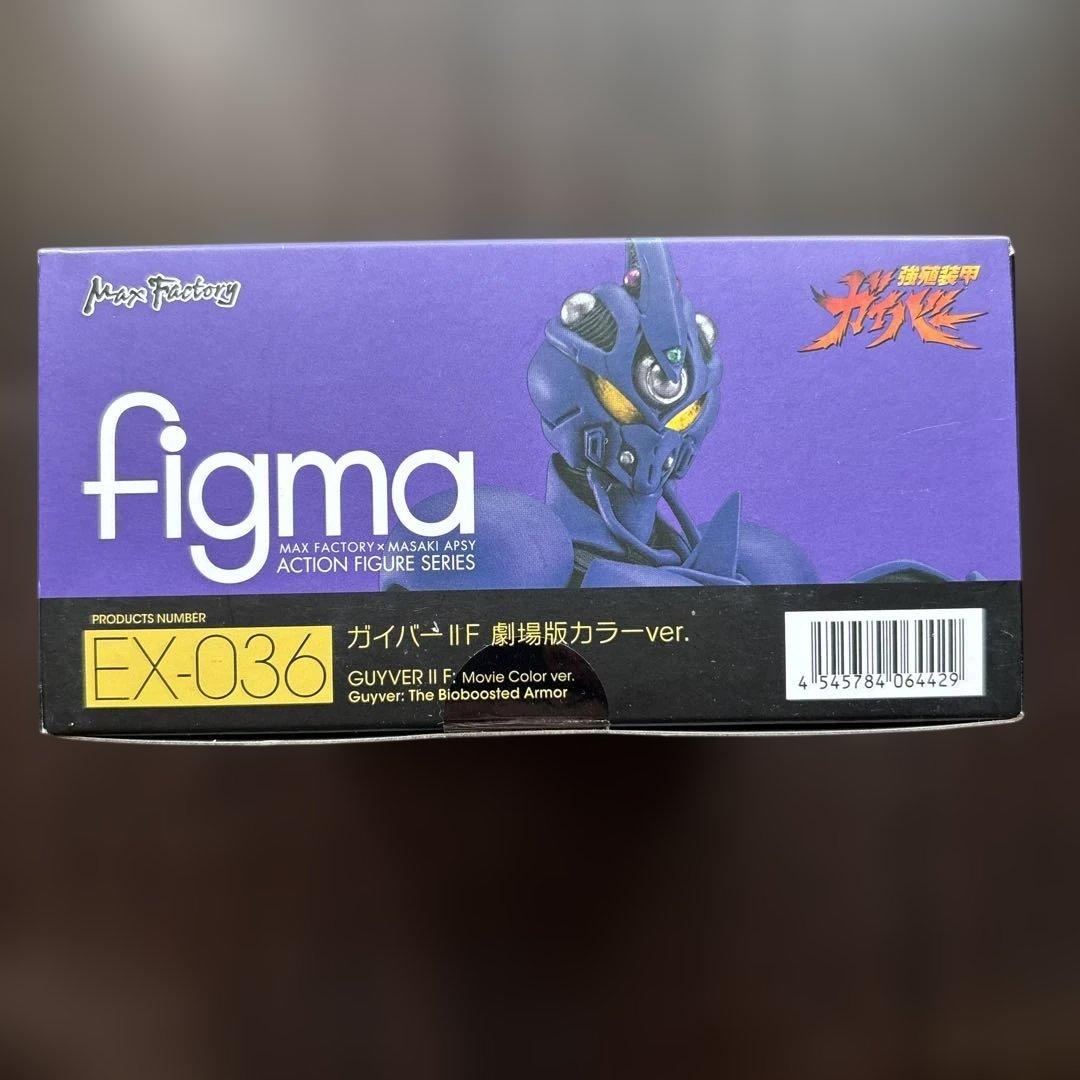 Max Factory
強殖装甲
ガイバー
figma
MAX FACTORY×MASAKI APSY
ACTION FIGURE SERIES
PRODUCTS NUMBER
EX-036
ガイバーⅡF 劇場版カラーver.
GUYVER II F: Movie Color ver.
Guyver: The Bioboosted Armor
4 545784 064429